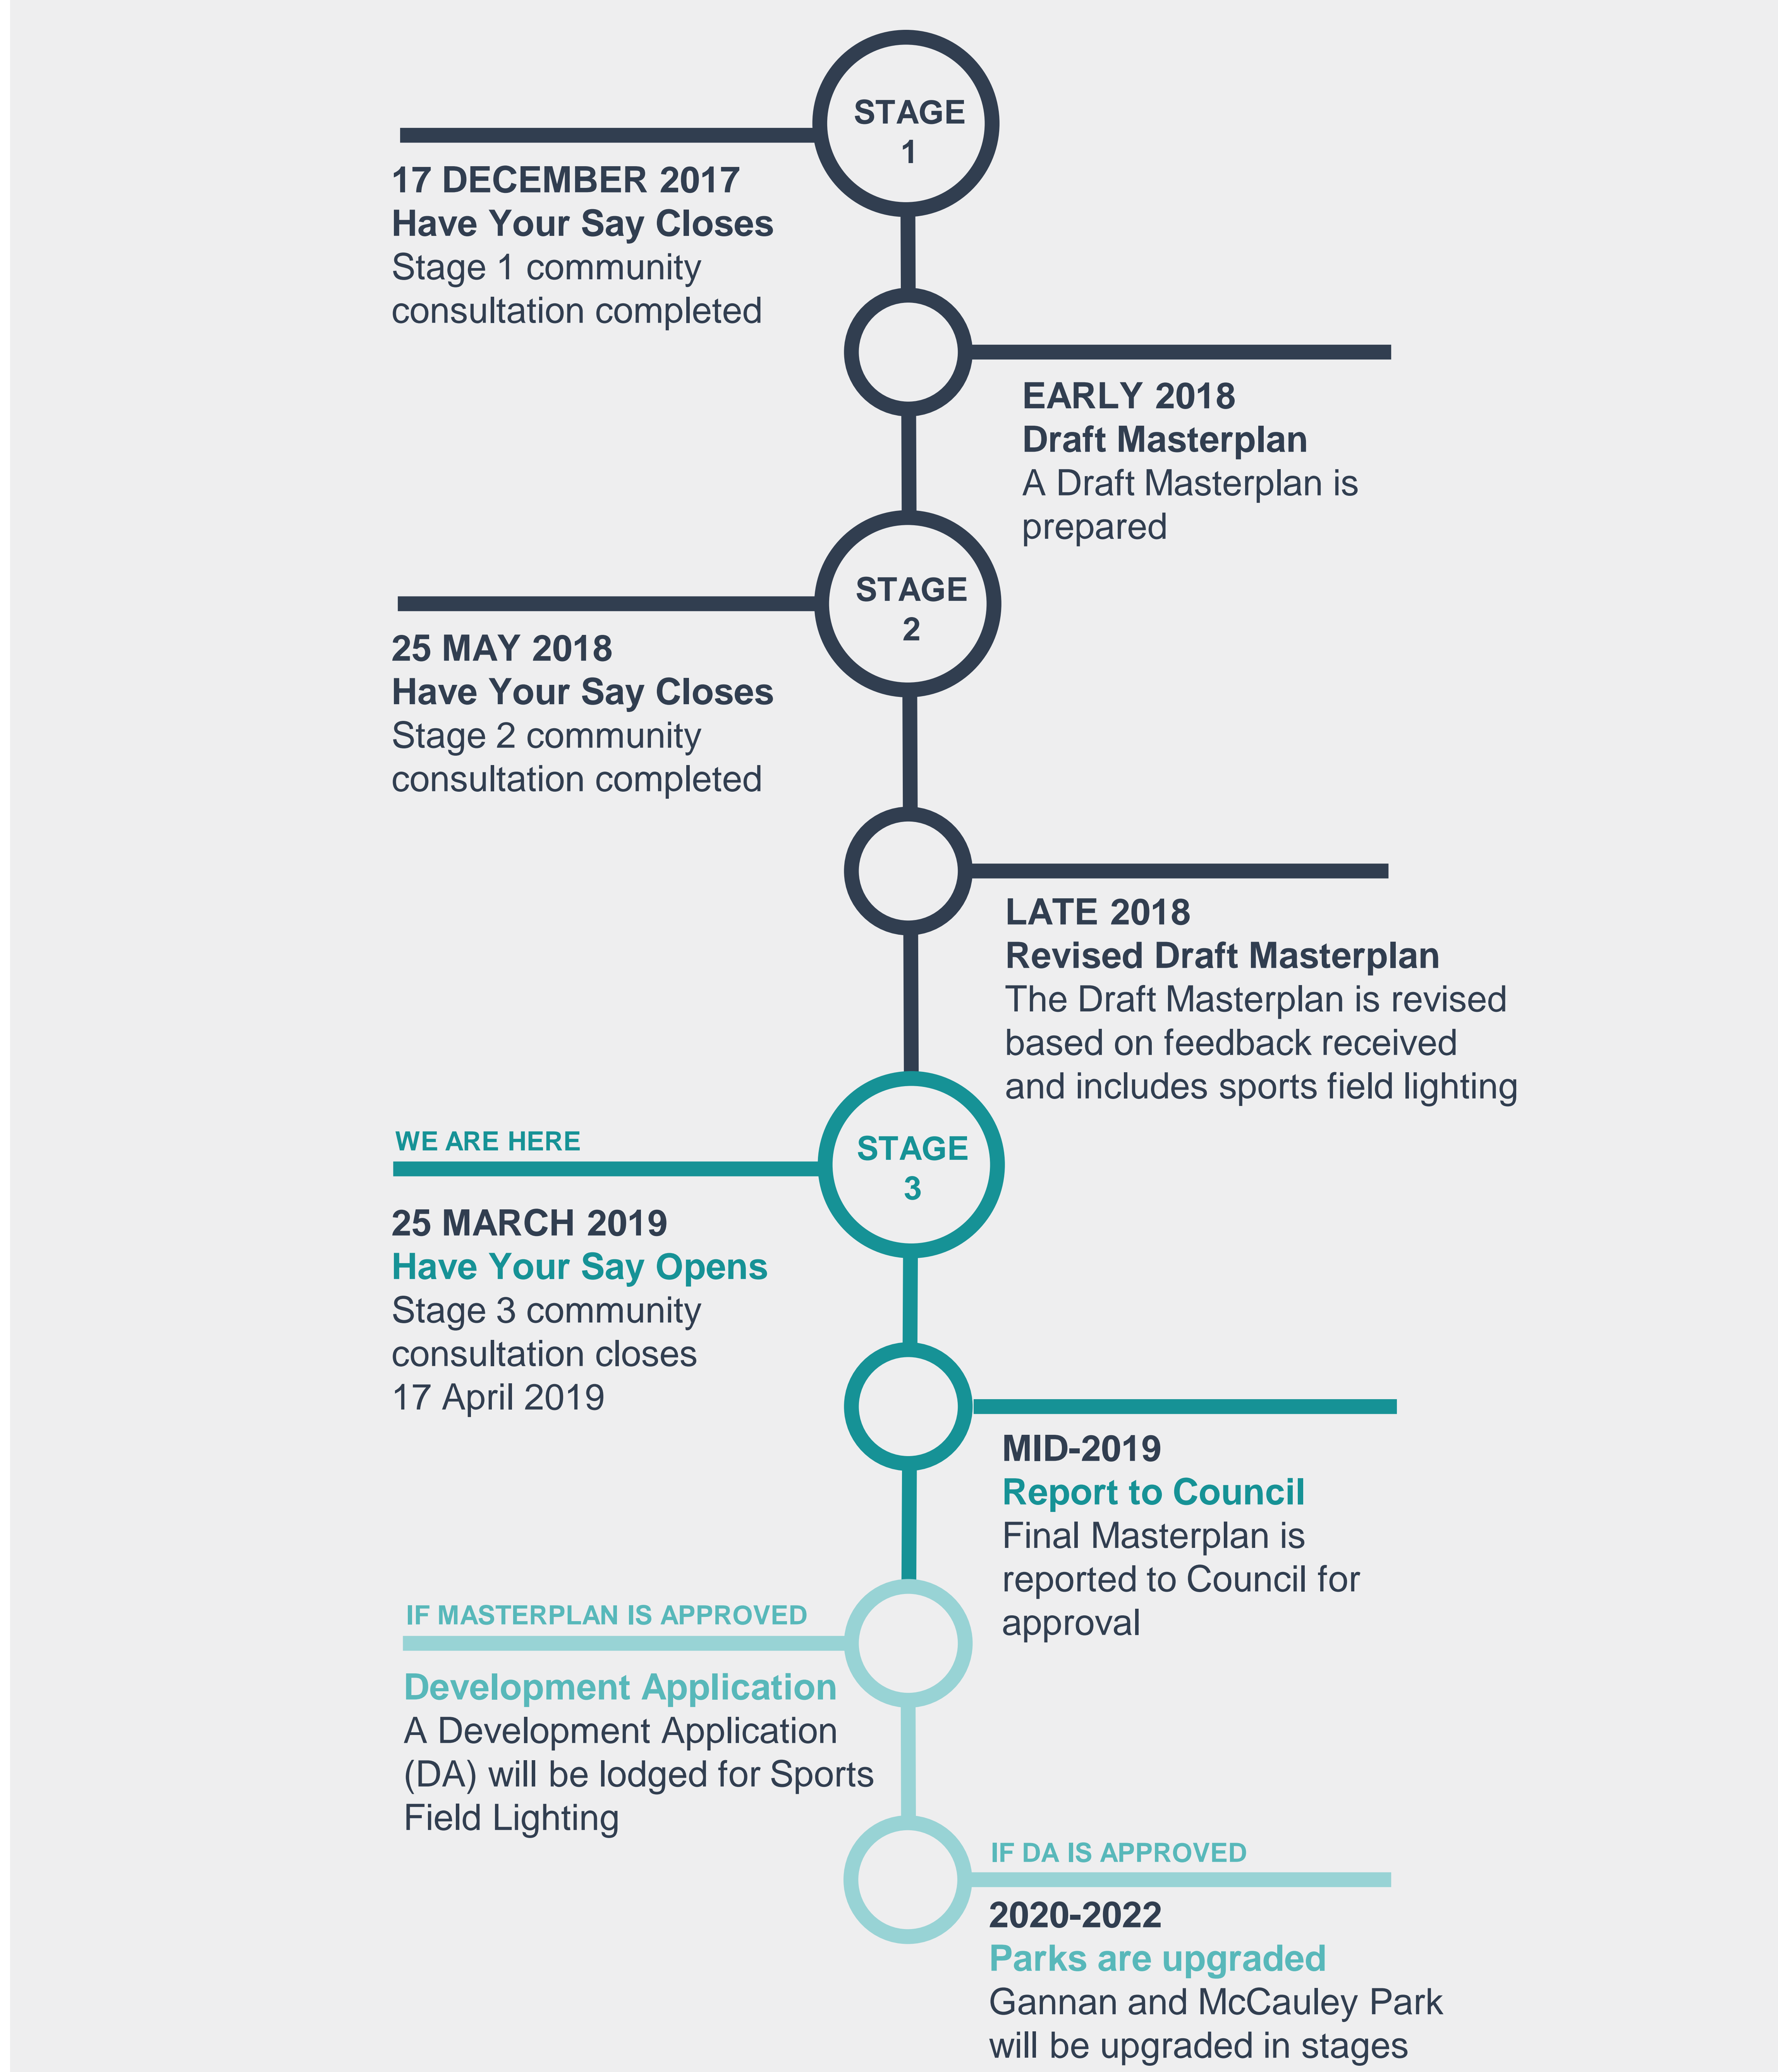 STAGE
1
17 DECEMBER 2017
Have Your Say Closes
Stage 1 community
consultation completed
EARLY 2018
Draft Masterplan
A Draft Masterplan is
prepared
STAGE
2
25 MAY 2018
Have Your Say Closes
Stage 2 community
consultation completed
LATE 2018
Revised Draft Masterplan
The Draft Masterplan is revised
based on feedback received
and includes sports field lighting
STAGE
3
WE ARE HERE
25 MARCH 2019
Have Your Say Opens
Stage 3 community
consultation closes
17 April 2019
MID-2019
Report to Council
Final Masterplan is
reported to Council for
approval
IF MASTERPLAN IS APPROVED
Development Application
A Development Application
(DA) will be lodged for Sports
Field Lighting
IF DA IS APPROVED
2020-2022
Parks are upgraded
Gannan and McCauley Park
will be upgraded in stages